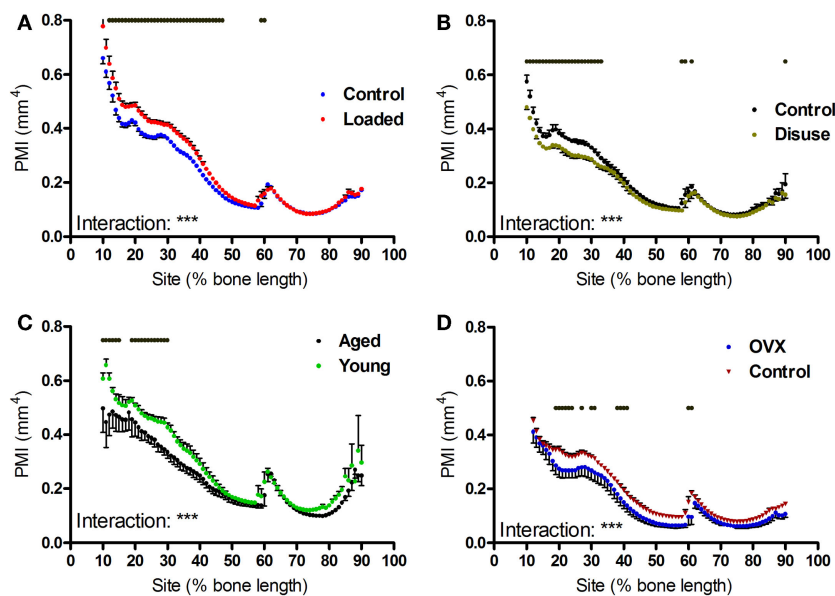 A
0.8
0.6
0.4
0.2
0.0
PMI (mm4)
Control
Loaded
Interaction: ***
0 10 20 30 40 50 60 70 80 90 100
Site (% bone length)
B
0.8
0.6
0.4
0.2
0.0
PMI (mm4)
Control
Disuse
Interaction: ***
0 10 20 30 40 50 60 70 80 90 100
Site (% bone length)
C
0.8
0.6
0.4
0.2
0.0
PMI (mm4)
Aged
Young
Interaction: ***
0 10 20 30 40 50 60 70 80 90 100
Site (% bone length)
D
0.8
0.6
0.4
0.2
0.0
PMI (mm4)
OVX
Control
Interaction: ***
0 10 20 30 40 50 60 70 80 90 100
Site (% bone length)